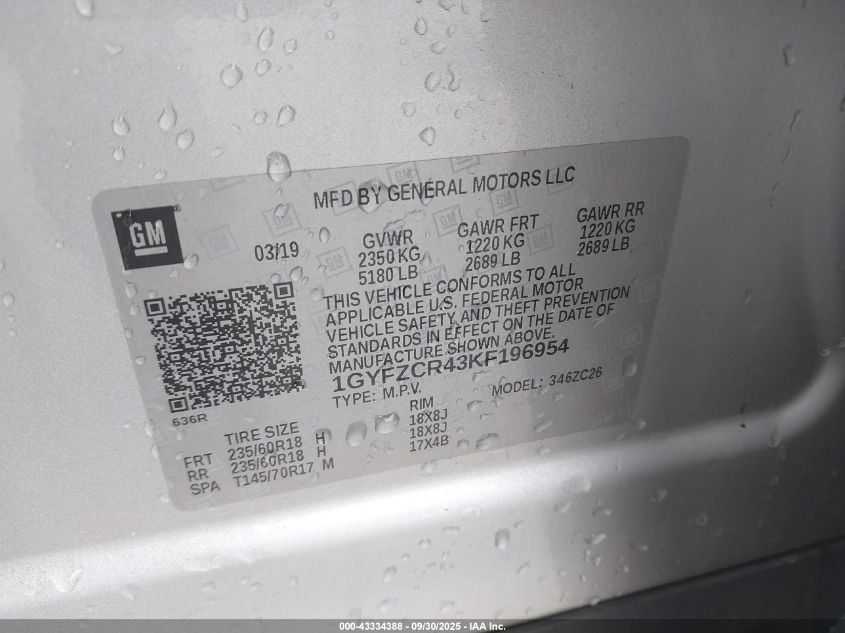 MFD BY GENERAL MOTORS LLC
GM
03/19
GVWR GAWR FRT GAWR RR
2350 KG 1220 KG 1220 KG
5180 LB 2689 LB 2689 LB
THIS VEHICLE CONFORMS TO ALL
APPLICABLE U.S. FEDERAL MOTOR
VEHICLE SAFETY AND THEFT PREVENTION
STANDARDS IN EFFECT ON THE DATE OF
MANUFACTURE SHOWN ABOVE.
1GYFZCR43KF196954
TYPE: M.P.V. MODEL: 346ZC26
636R
TIRE SIZE RIM
FRT 235/60R18 H 18X8J
RR 235/60R18 H 18X8J
SPA T145/70R17 M 17X4B
000-43334388 - 09/30/2025 - IAA Inc.